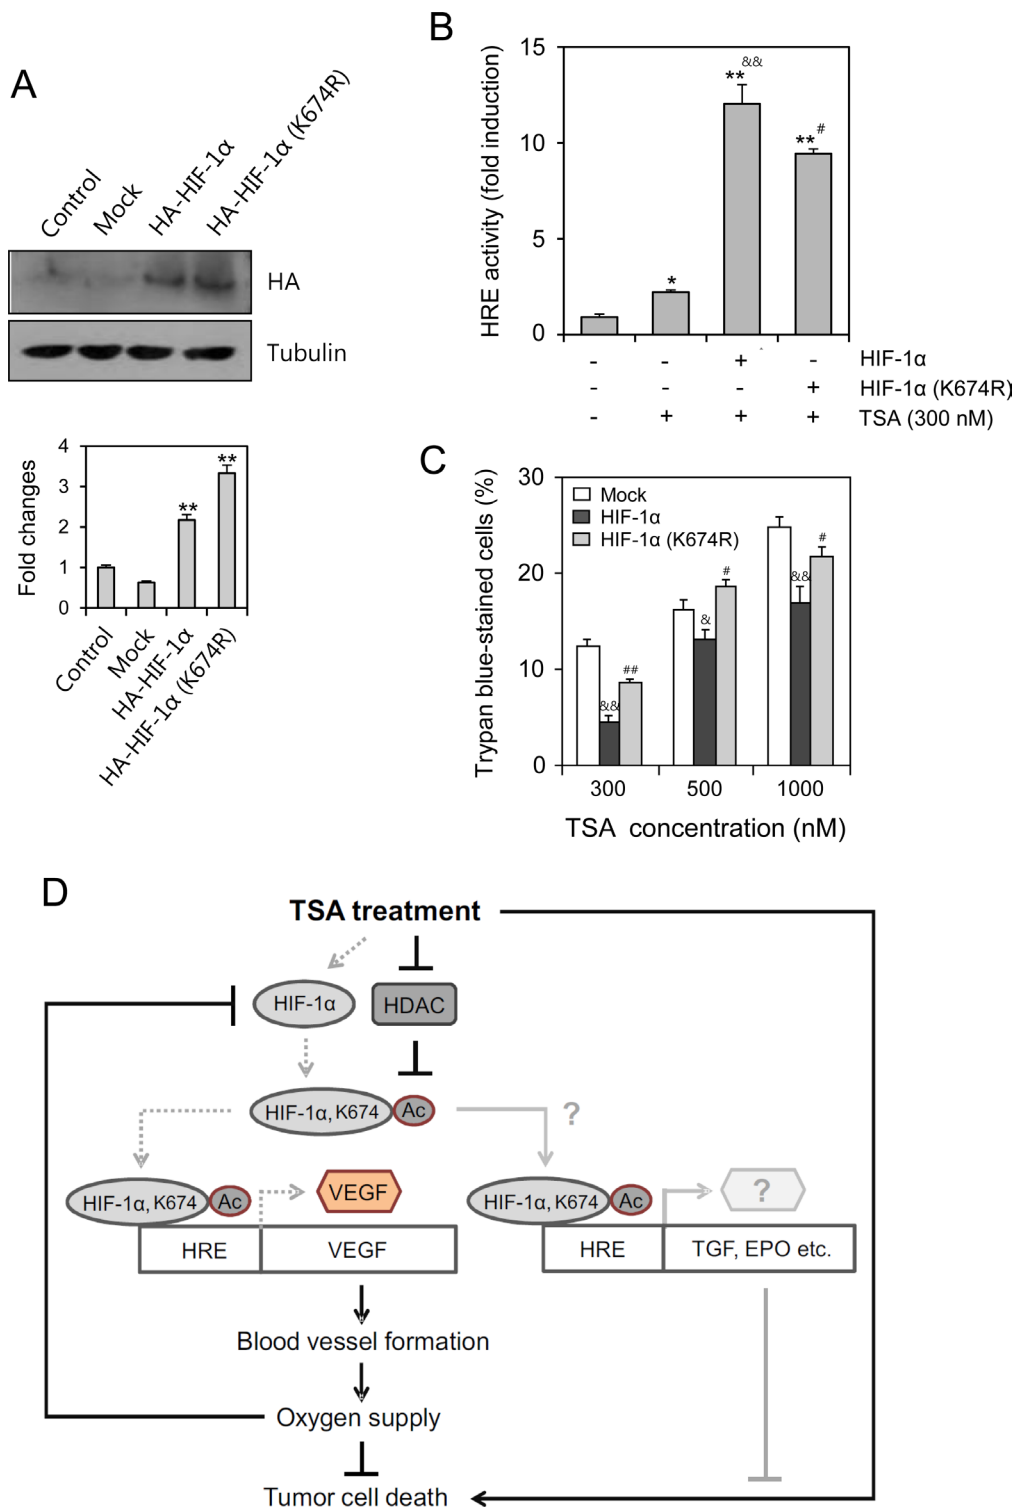 A
Control
Mock
HA-HIF-1α
HA-HIF-1α (K674R)
HA
Tubulin
Fold changes
4
3
2
1
0
**
**
Control
Mock
HA-HIF-1α
HA-HIF-1α (K674R)
B
HRE activity (fold induction)
15
10
5
0
*
**&&
**#
- - + - HIF-1α
- - - + HIF-1α (K674R)
- + + + TSA (300 nM)
C
Trypan blue-stained cells (%)
30
20
10
0
Mock
HIF-1α
HIF-1α (K674R)
&&
##
&
#
&&
#
300 500 1000
TSA concentration (nM)
D
TSA treatment
HIF-1α
HDAC
HIF-1α, K674 Ac
?
HIF-1α, K674 Ac
VEGF
HIF-1α, K674 Ac
?
HRE VEGF
HRE TGF, EPO etc.
Blood vessel formation
Oxygen supply
Tumor cell death